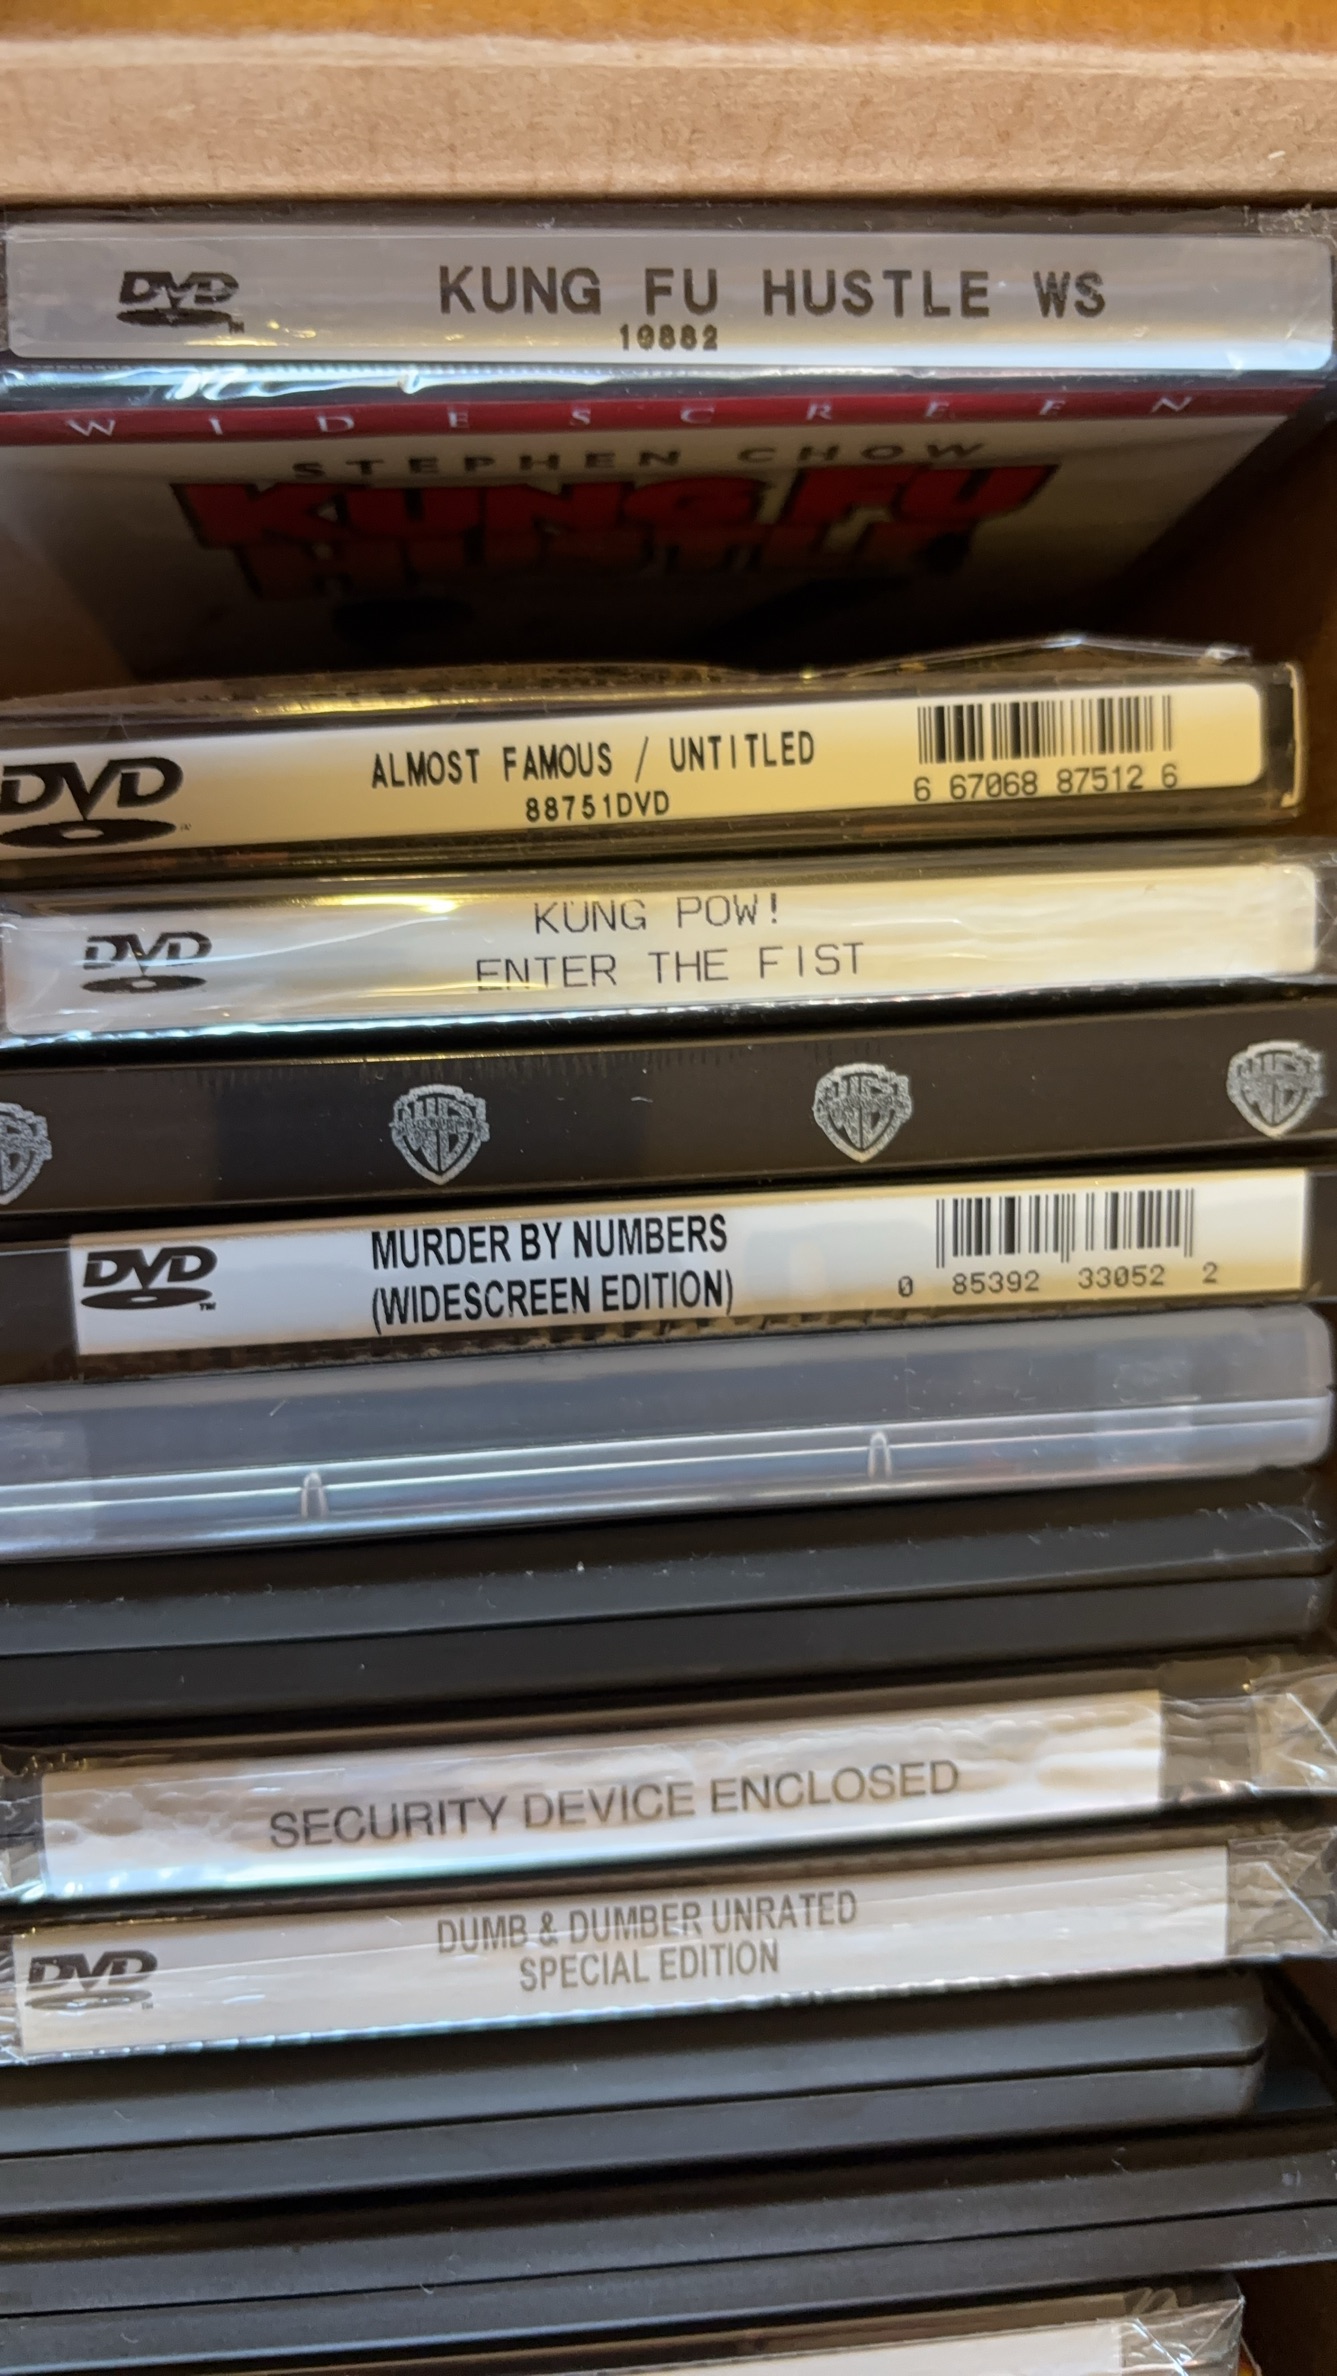 DVD
KUNG FU HUSTLE WS
10882
WIDESCREEN
STEPHEN CHOW
KUNG FU
HUSTLE
DVD
ALMOST FAMOUS / UNTITLED
88751DVD
6 67068 87512 6
DVD
KUNG POW!
ENTER THE FIST
DVD
MURDER BY NUMBERS
(WIDESCREEN EDITION)
0 85392 33052 2
SECURITY DEVICE ENCLOSED
DVD
DUMB & DUMBER UNRATED
SPECIAL EDITION